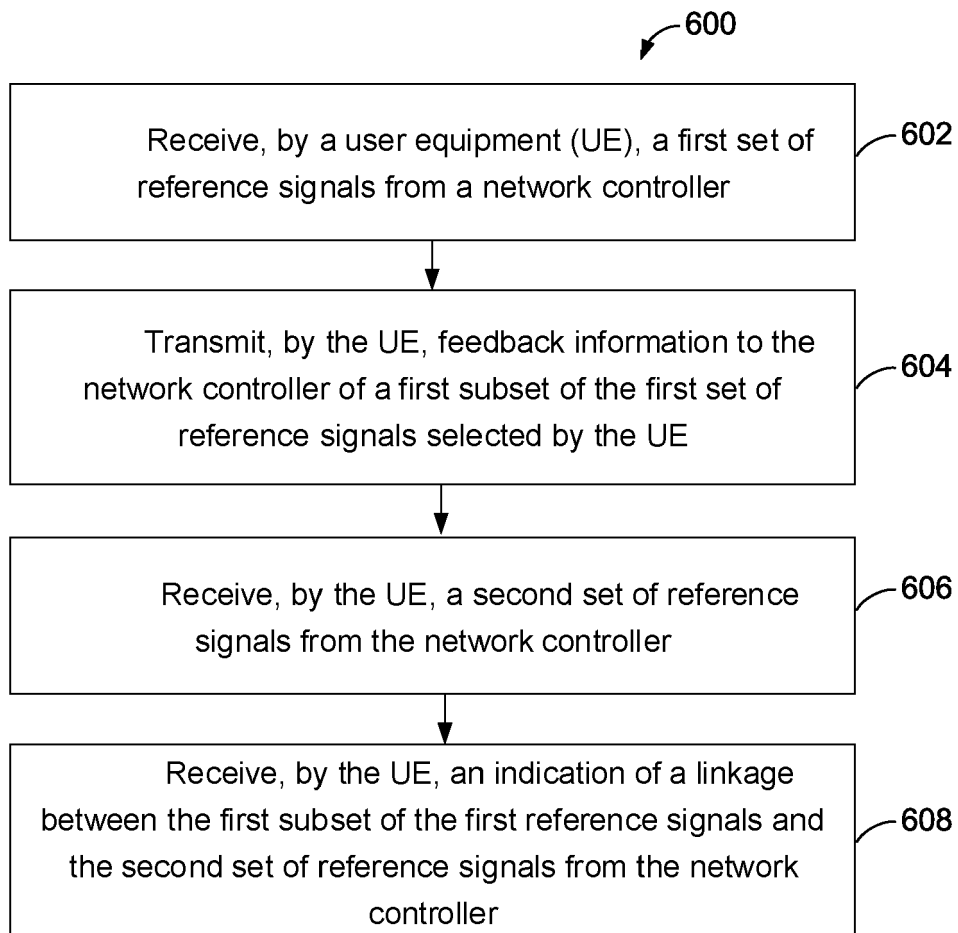 600
Receive, by a user equipment (UE), a first set of
reference signals from a network controller
602
Transmit, by the UE, feedback information to the
network controller of a first subset of the first set of
reference signals selected by the UE
604
Receive, by the UE, a second set of reference
signals from the network controller
606
Receive, by the UE, an indication of a linkage
between the first subset of the first reference signals and
the second set of reference signals from the network
controller
608